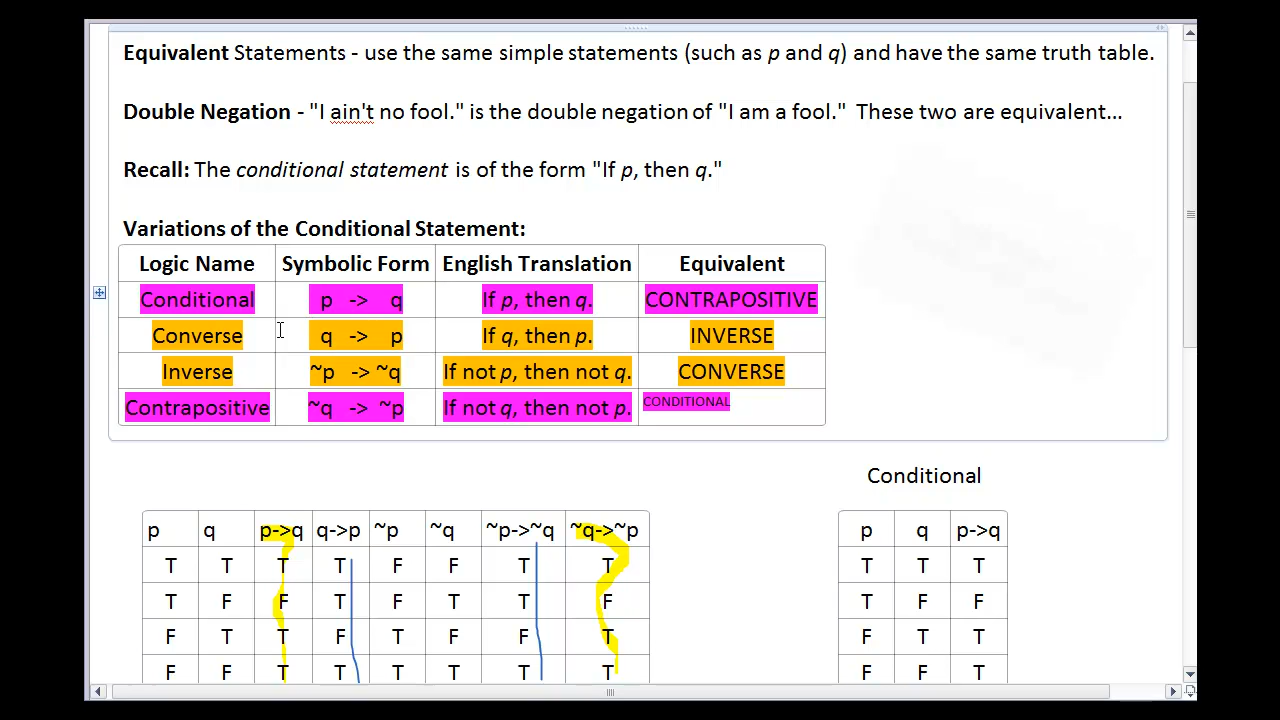 Equivalent Statements - use the same simple statements (such as p and q) and have the same truth table.
Double Negation - "I ain't no fool." is the double negation of "I am a fool."  These two are equivalent...
Recall: The conditional statement is of the form "If p, then q."
Variations of the Conditional Statement:
Logic Name Symbolic Form English Translation Equivalent
Conditional p -> q If p, then q. CONTRAPOSITIVE
Converse q -> p If q, then p. INVERSE
Inverse ~p -> ~q If not p, then not q. CONVERSE
Contrapositive ~q -> ~p If not q, then not p. CONDITIONAL
Conditional
p q p->q q->p ~p ~q ~p->~q ~q->~p p q p->q
T T T T F F T T T T T
T F F T F T T F T F F
F T T F T F F T F T T
F F T T T T T T F F T